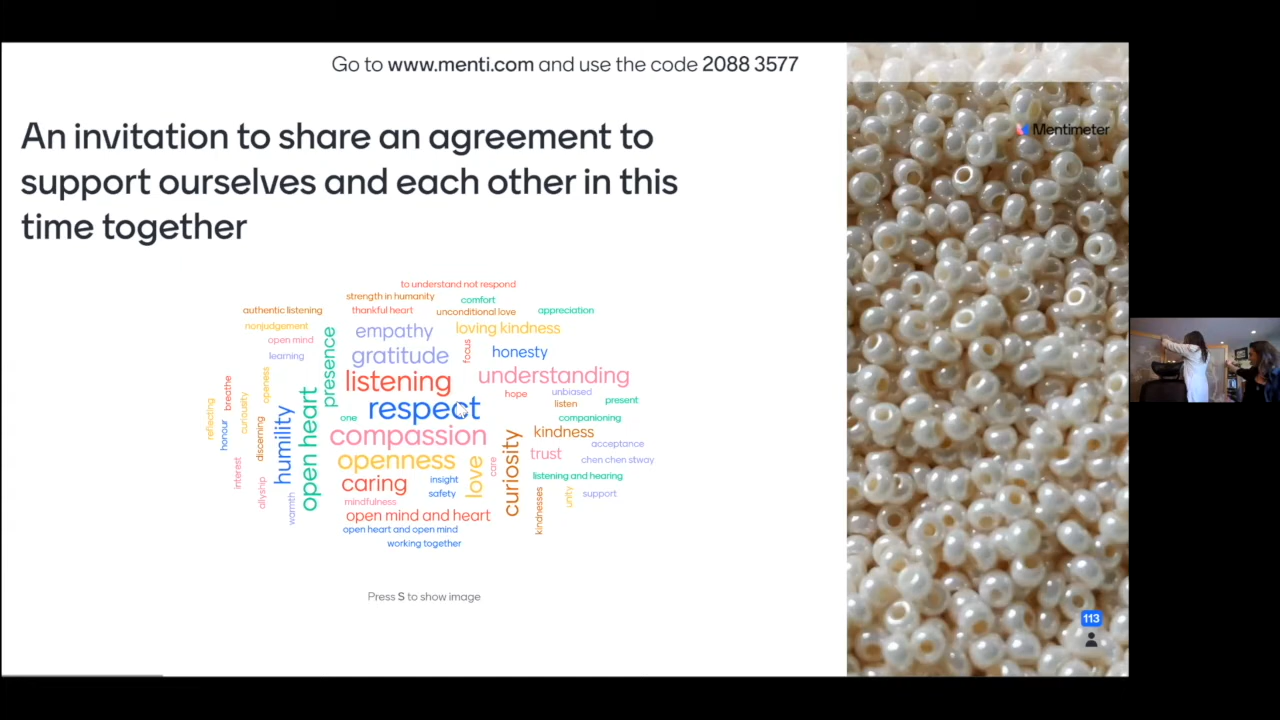 Go to www.menti.com and use the code 2088 3577
Mentimeter
An invitation to share an agreement to
support ourselves and each other in this
time together
to understand not respond
strength in humanity
comfort
authentic listening
thankful heart
unconditional love
appreciation
nonjudgement
empathy
loving kindness
open mind
presence
focus
honesty
learning
gratitude
understanding
listening
breathe
openess
hope
unbiased
reflecting
curiousity
respect
listen
present
honour
discerning
humility
open heart
one
companioning
compassion
curiosity
kindness
acceptance
interest
openness
love
care
trust
chen chen stway
allyship
caring
insight
listening and hearing
warmth
safety
kindnesses
unity
support
mindfulness
open mind and heart
open heart and open mind
working together
Press S to show image
113